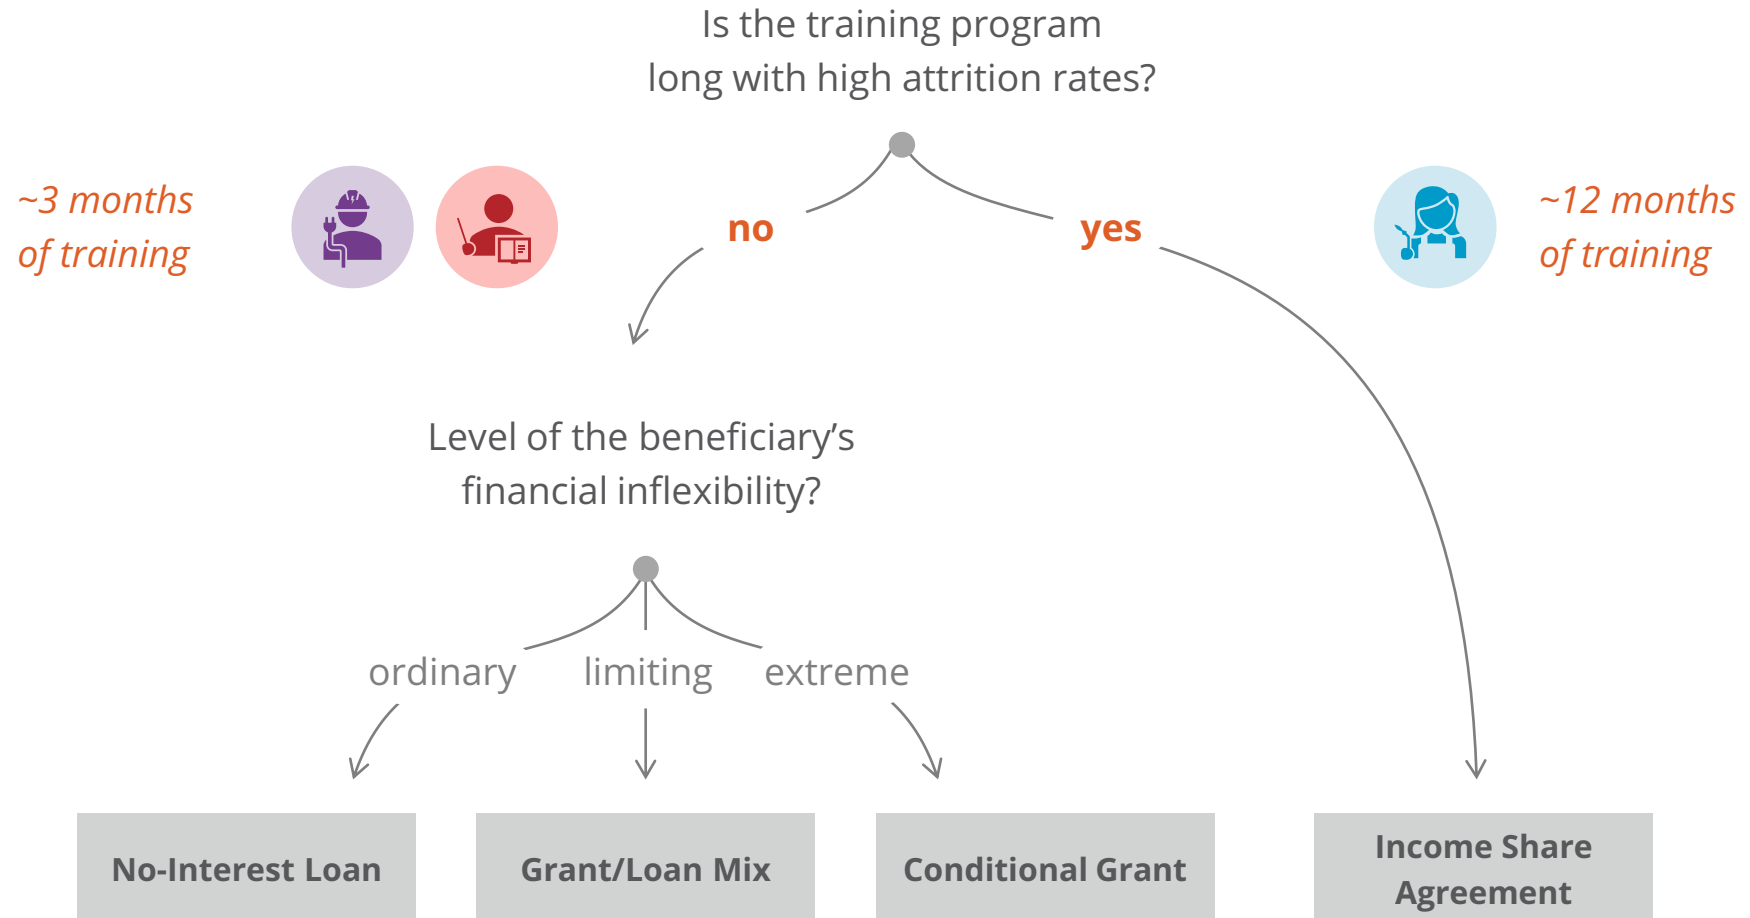 Is the training program
long with high attrition rates?
~3 months
of training
no
yes
~12 months
of training
Level of the beneficiary’s
financial inflexibility?
ordinary
limiting
extreme
No-Interest Loan
Grant/Loan Mix
Conditional Grant
Income Share
Agreement